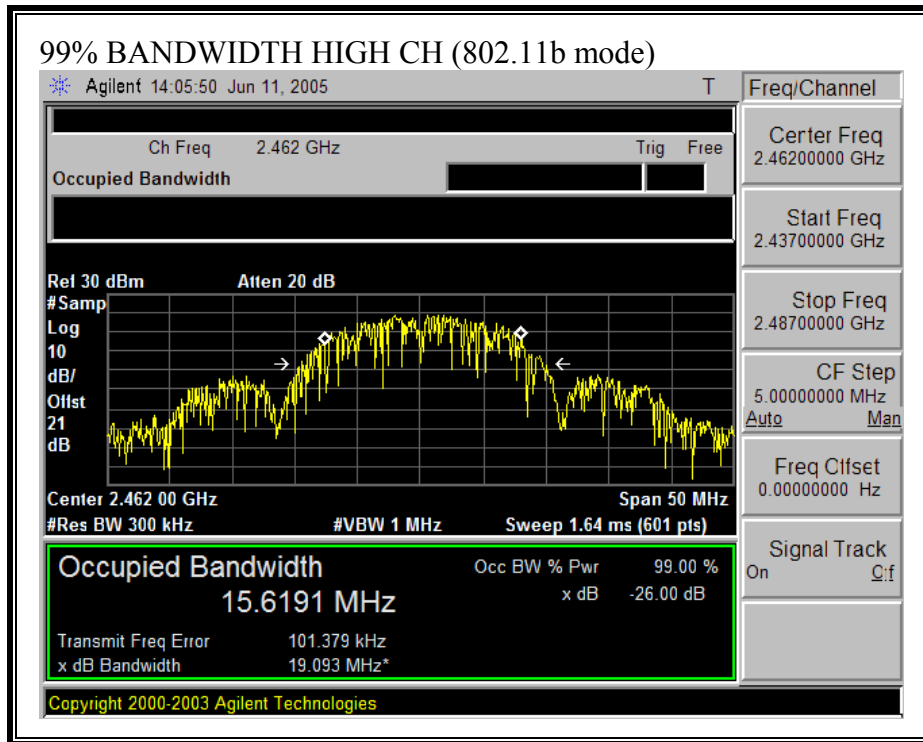 99% BANDWIDTH HIGH CH (802.11b mode)
Agilent 14:05:50 Jun 11, 2005 T
Freq/Channel
Ch Freq 2.462 GHz Trig Free
Occupied Bandwidth
Center Freq
2.46200000 GHz
Start Freq
2.43700000 GHz
Stop Freq
2.48700000 GHz
CF Step
5.00000000 MHz
Auto Man
Freq Offset
0.00000000 Hz
Signal Track
On Off
Ref 30 dBm Atten 20 dB
#Samp
Log
10
dB/
Offst
21
dB
Center 2.462 00 GHz Span 50 MHz
#Res BW 300 kHz #VBW 1 MHz Sweep 1.64 ms (601 pts)
Occupied Bandwidth
15.6191 MHz
Occ BW % Pwr 99.00 %
x dB -26.00 dB
Transmit Freq Error 101.379 kHz
x dB Bandwidth 19.093 MHz*
Copyright 2000-2003 Agilent Technologies